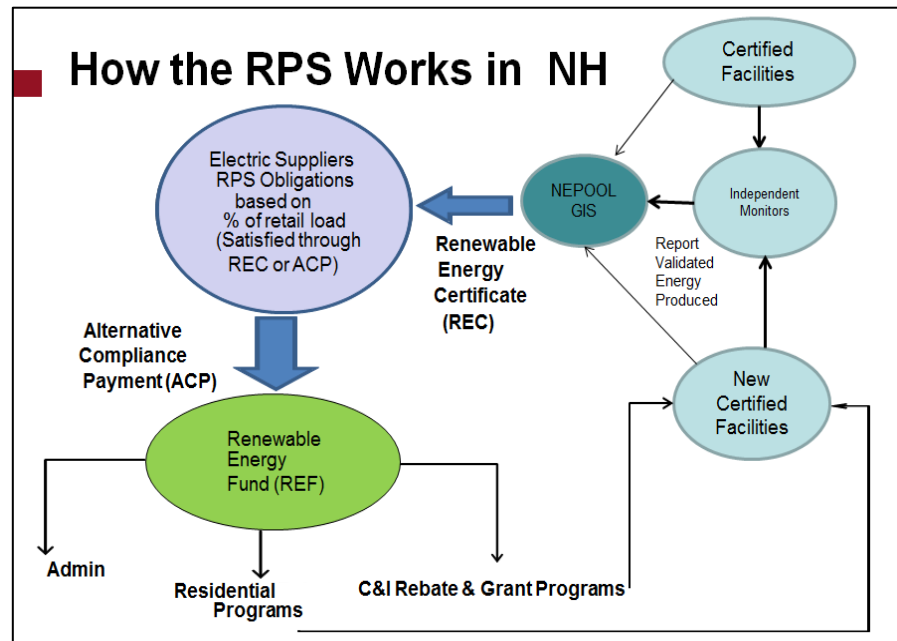 How the RPS Works in NH
Certified
Facilities
Electric Suppliers
RPS Obligations
based on
% of retail load
(Satisfied through
REC or ACP)
NEPOOL
GIS
Independent
Monitors
Renewable
Energy
Certificate
(REC)
Report
Validated
Energy
Produced
Alternative
Compliance
Payment (ACP)
New
Certified
Facilities
Renewable
Energy
Fund (REF)
Admin
Residential
Programs
C&I Rebate & Grant Programs